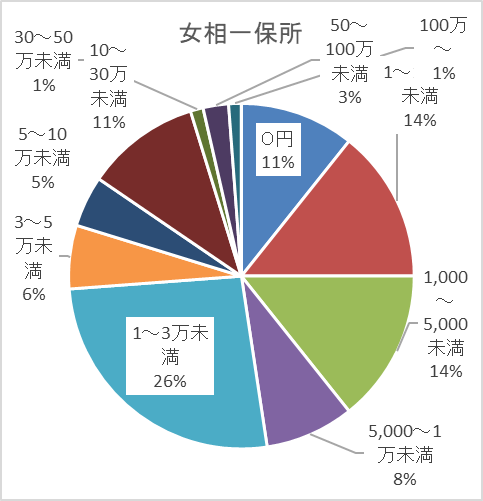 女相一保所
０円
11%
1～
未満
14%
1,000
～
5,000
未満
14%
5,000～1
万未満
8%
1～3万未
満
26%
3～5
万未
満
6%
5～10
万未満
5%
10～
30万
未満
11%
30～50
万未満
1%
50～
100万
未満
3%
100万
～
1%